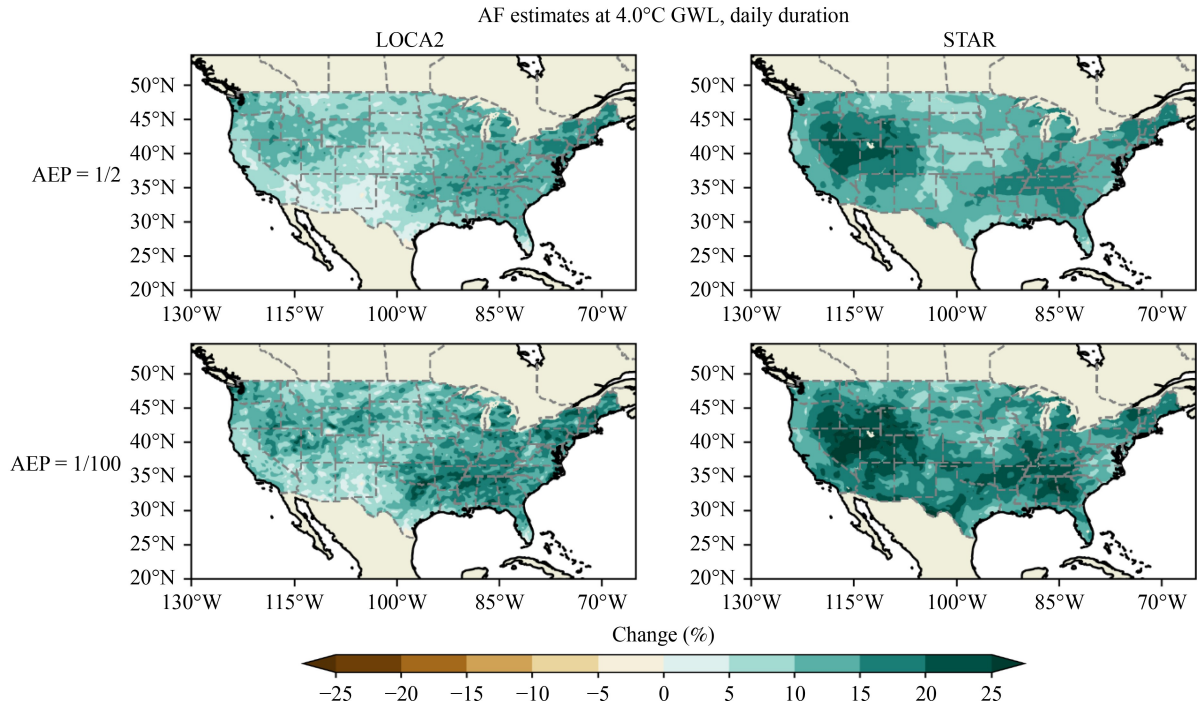 AF estimates at 4.0°C GWL, daily duration
LOCA2
STAR
AEP = 1/2
50°N
45°N
40°N
35°N
30°N
25°N
20°N
130°W 115°W 100°W 85°W 70°W
50°N
45°N
40°N
35°N
30°N
25°N
20°N
130°W 115°W 100°W 85°W 70°W
AEP = 1/100
50°N
45°N
40°N
35°N
30°N
25°N
20°N
130°W 115°W 100°W 85°W 70°W
50°N
45°N
40°N
35°N
30°N
25°N
20°N
130°W 115°W 100°W 85°W 70°W
Change (%)
−25 −20 −15 −10 −5 0 5 10 15 20 25